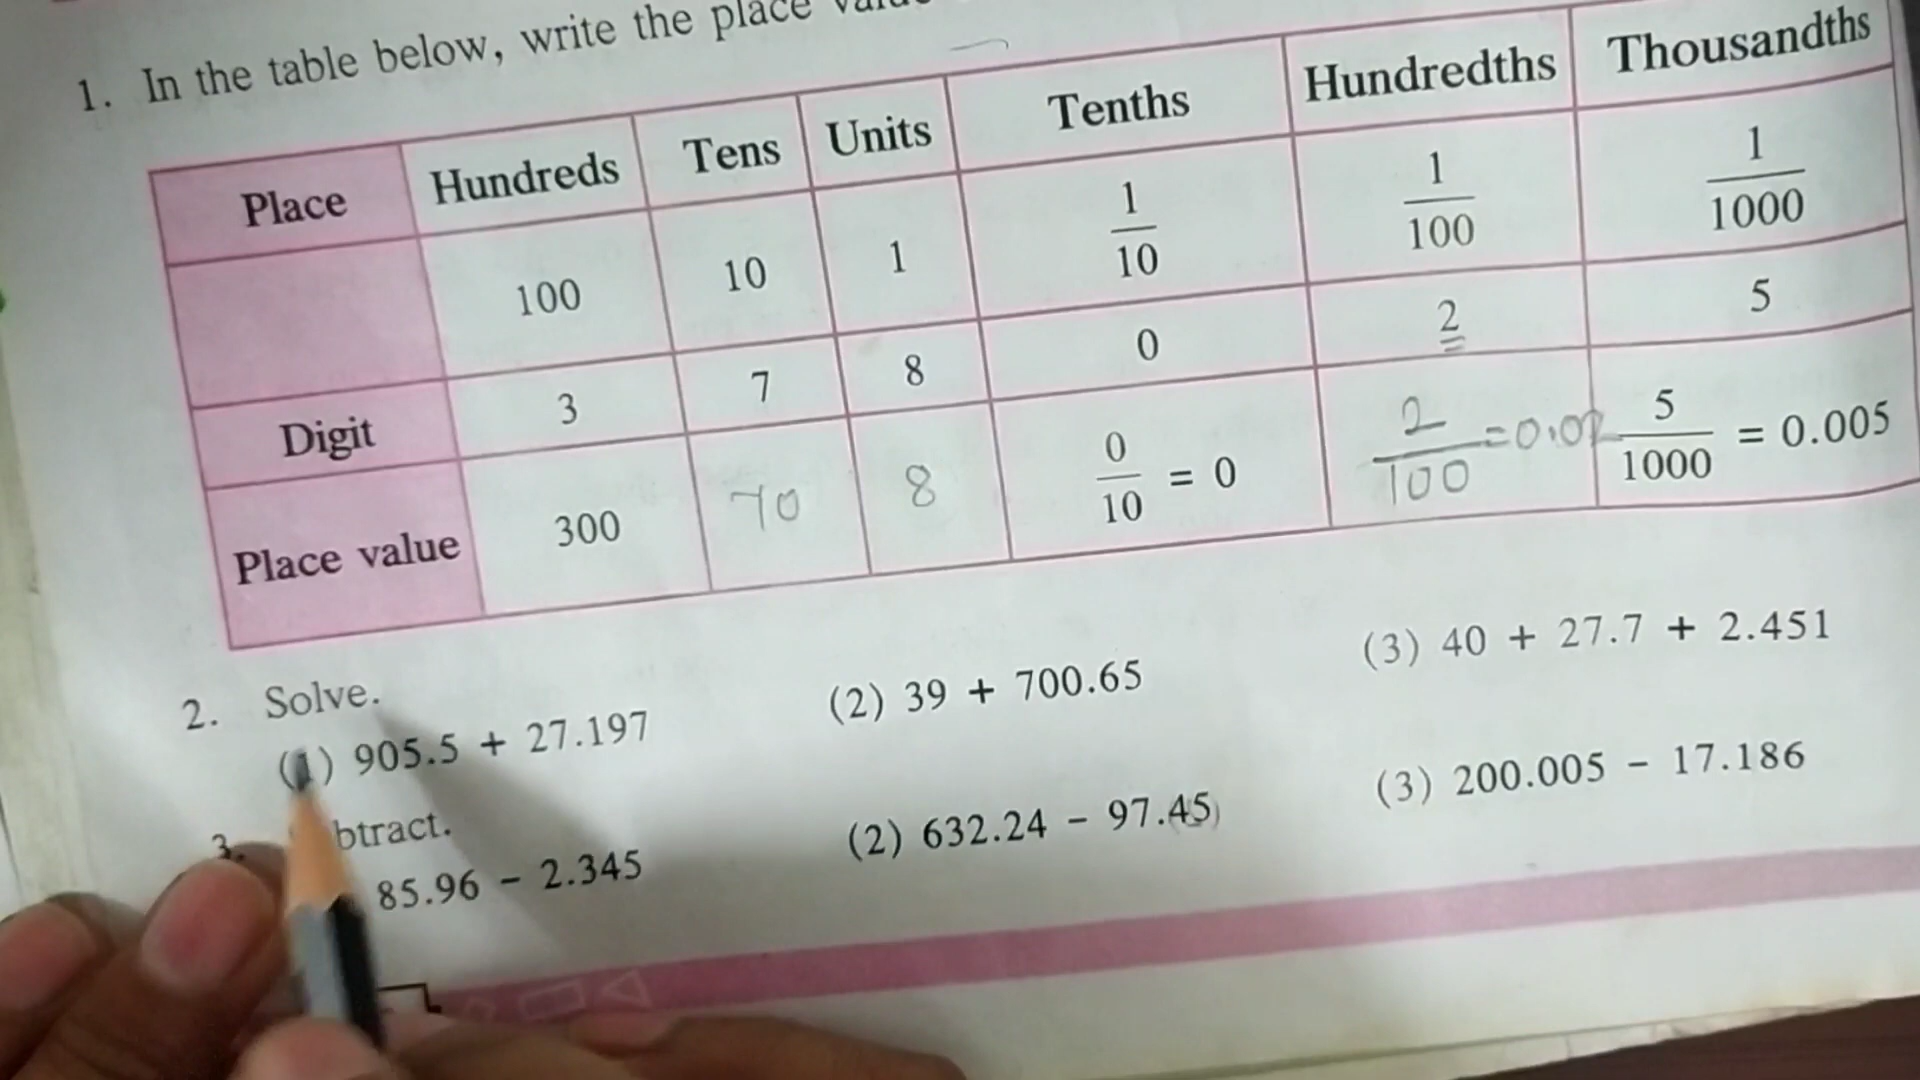 1. In the table below, write the place
Place Hundreds Tens Units Tenths Hundredths Thousandths
100 10 1 1/10 1/100 1/1000
Digit 3 7 8 0 2 5
Place value 300 70 8 0/10 = 0 2/100 =0.02 5/1000 = 0.005
2. Solve.
(1) 905.5 + 27.197 (2) 39 + 700.65 (3) 40 + 27.7 + 2.451
3.
85.96 - 2.345 (2) 632.24 - 97.45 (3) 200.005 - 17.186